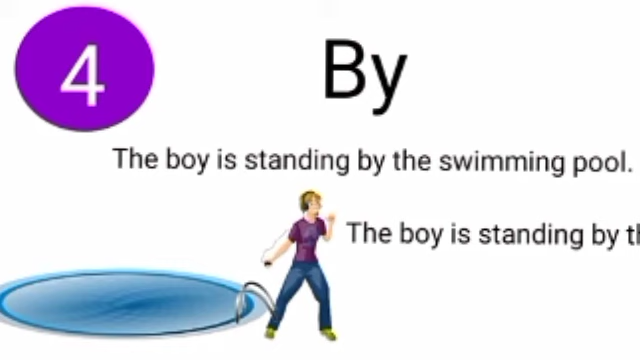 4
By
The boy is standing by the swimming pool.
The boy is standing by